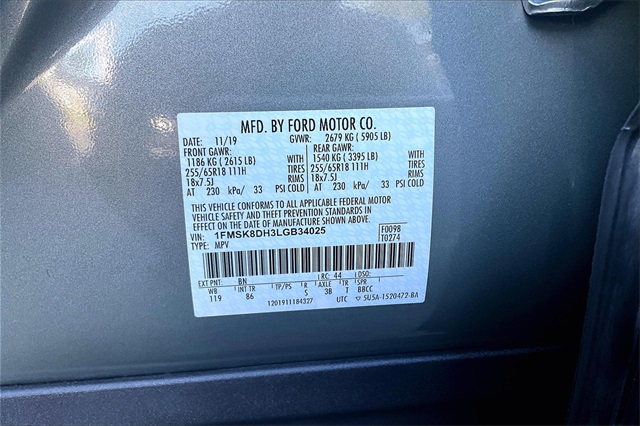 MFD. BY FORD MOTOR CO.
DATE: 11/19 GVWR: 2679 KG ( 5905 LB)
FRONT GAWR: REAR GAWR:
1186 KG ( 2615 LB) WITH 1540 KG ( 3395 LB) WITH
255/65R18 111H TIRES 255/65R18 111H TIRES
18x7.5J RIMS 18x7.5J RIMS
AT 230 kPa/ 33 PSI COLD AT 230 kPa/ 33 PSI COLD
THIS VEHICLE CONFORMS TO ALL APPLICABLE FEDERAL MOTOR
VEHICLE SAFETY AND THEFT PREVENTION STANDARDS IN
EFFECT ON THE DATE OF MANUFACTURE SHOWN ABOVE.
VIN: 1FMSK8DH3LGB34025 F0098
TYPE: MPV T0274
EXT PNT: BN RC: 44 DSO:
WB INT TR TP/PS R AXLE TR SPR
119 86 S 3B T BBCC
1201911184327 UTC ▽ 5U5A-1520472-BA